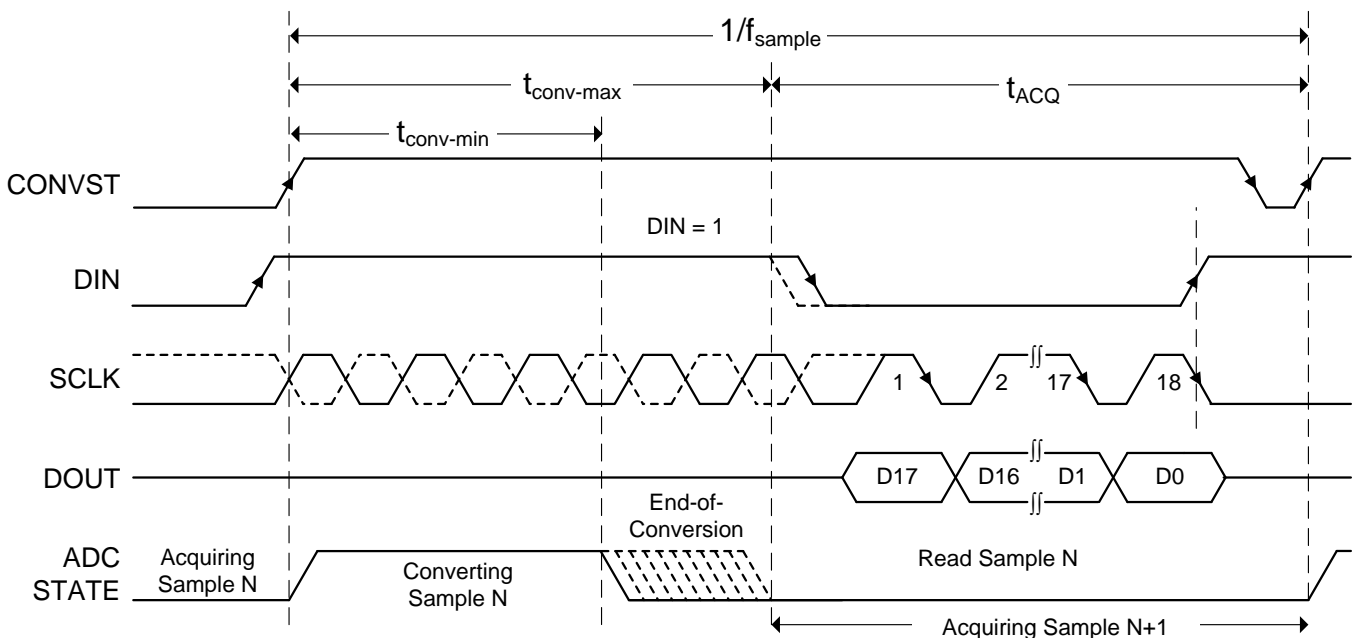 1/fsample
tconv-max
tACQ
tconv-min
CONVST
DIN = 1
DIN
SCLK
1
2
∫∫
17
18
DOUT
D17
D16
∫∫
D1
D0
∫∫
End-of-
Conversion
ADC
STATE
Acquiring
Sample N
Converting
Sample N
Read Sample N
Acquiring Sample N+1